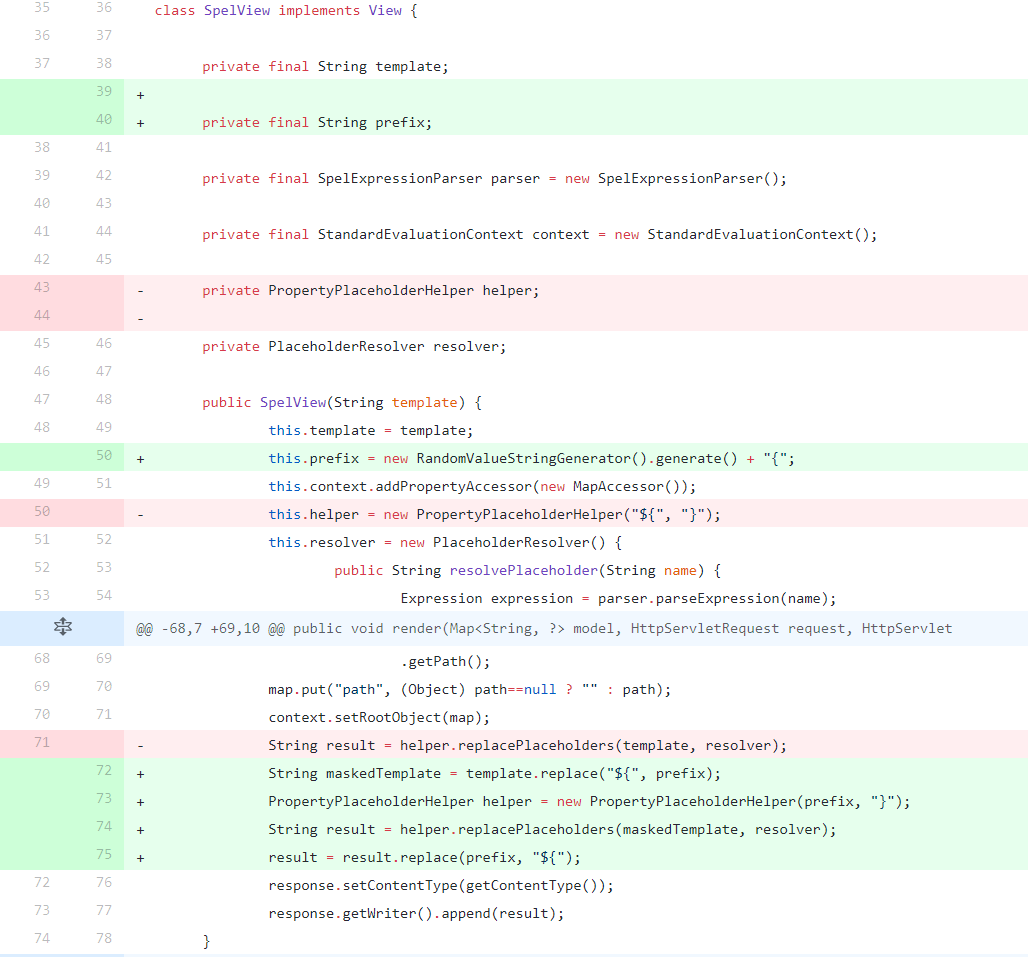 35 36 class SpelView implements View {
36 37
37 38 private final String template;
39 +
40 + private final String prefix;
38 41
39 42 private final SpelExpressionParser parser = new SpelExpressionParser();
40 43
41 44 private final StandardEvaluationContext context = new StandardEvaluationContext();
42 45
43 - private PropertyPlaceholderHelper helper;
44 -
45 46 private PlaceholderResolver resolver;
46 47
47 48 public SpelView(String template) {
48 49 this.template = template;
50 + this.prefix = new RandomValueStringGenerator().generate() + "{";
49 51 this.context.addPropertyAccessor(new MapAccessor());
50 - this.helper = new PropertyPlaceholderHelper("${", "}");
51 52 this.resolver = new PlaceholderResolver() {
52 53 public String resolvePlaceholder(String name) {
53 54 Expression expression = parser.parseExpression(name);
@@ -68,7 +69,10 @@ public void render(Map<String, ?> model, HttpServletRequest request, HttpServlet
68 69 .getPath();
69 70 map.put("path", (Object) path==null ? "" : path);
70 71 context.setRootObject(map);
71 - String result = helper.replacePlaceholders(template, resolver);
72 + String maskedTemplate = template.replace("${", prefix);
73 + PropertyPlaceholderHelper helper = new PropertyPlaceholderHelper(prefix, "}");
74 + String result = helper.replacePlaceholders(maskedTemplate, resolver);
75 + result = result.replace(prefix, "${");
72 76 response.setContentType(getContentType());
73 77 response.getWriter().append(result);
74 78 }